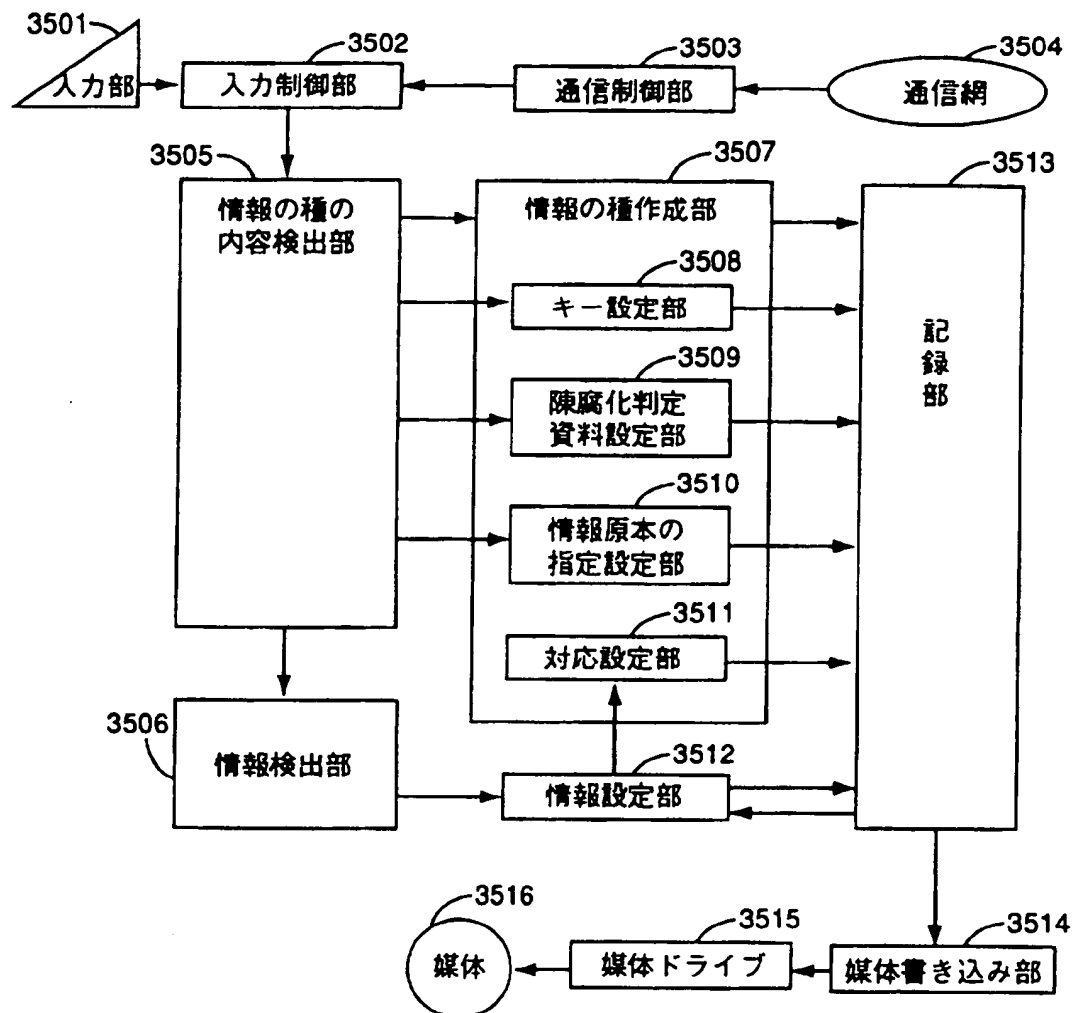 3501
入力部
3502
入力制御部
3503
通信制御部
3504
通信網
3505
情報の種の
内容検出部
3507
情報の種作成部
3508
キー設定部
3509
陳腐化判定
資料設定部
3510
情報原本の
指定設定部
3511
対応設定部
3513
記
録
部
3506
情報検出部
3512
情報設定部
3516
媒体
3515
媒体ドライブ
3514
媒体書き込み部